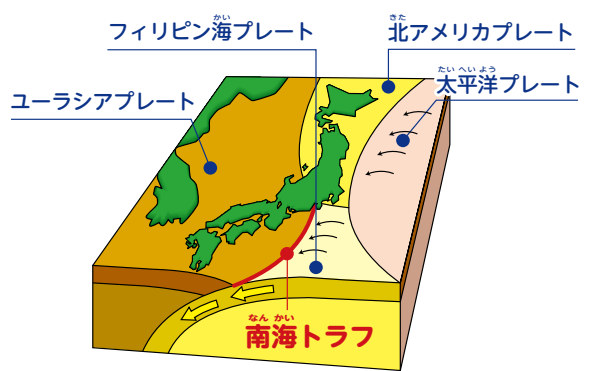 フィリピン海プレート
かい
北アメリカプレート
きた
太平洋プレート
たいへいよう
ユーラシアプレート
なんかい
南海トラフ